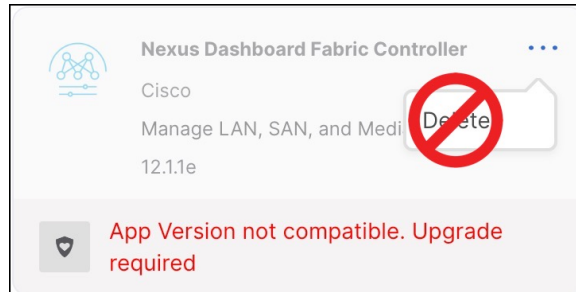 Nexus Dashboard Fabric Controller
Cisco
Manage LAN, SAN, and Medi
Delete
12.1.1e
App Version not compatible. Upgrade
required